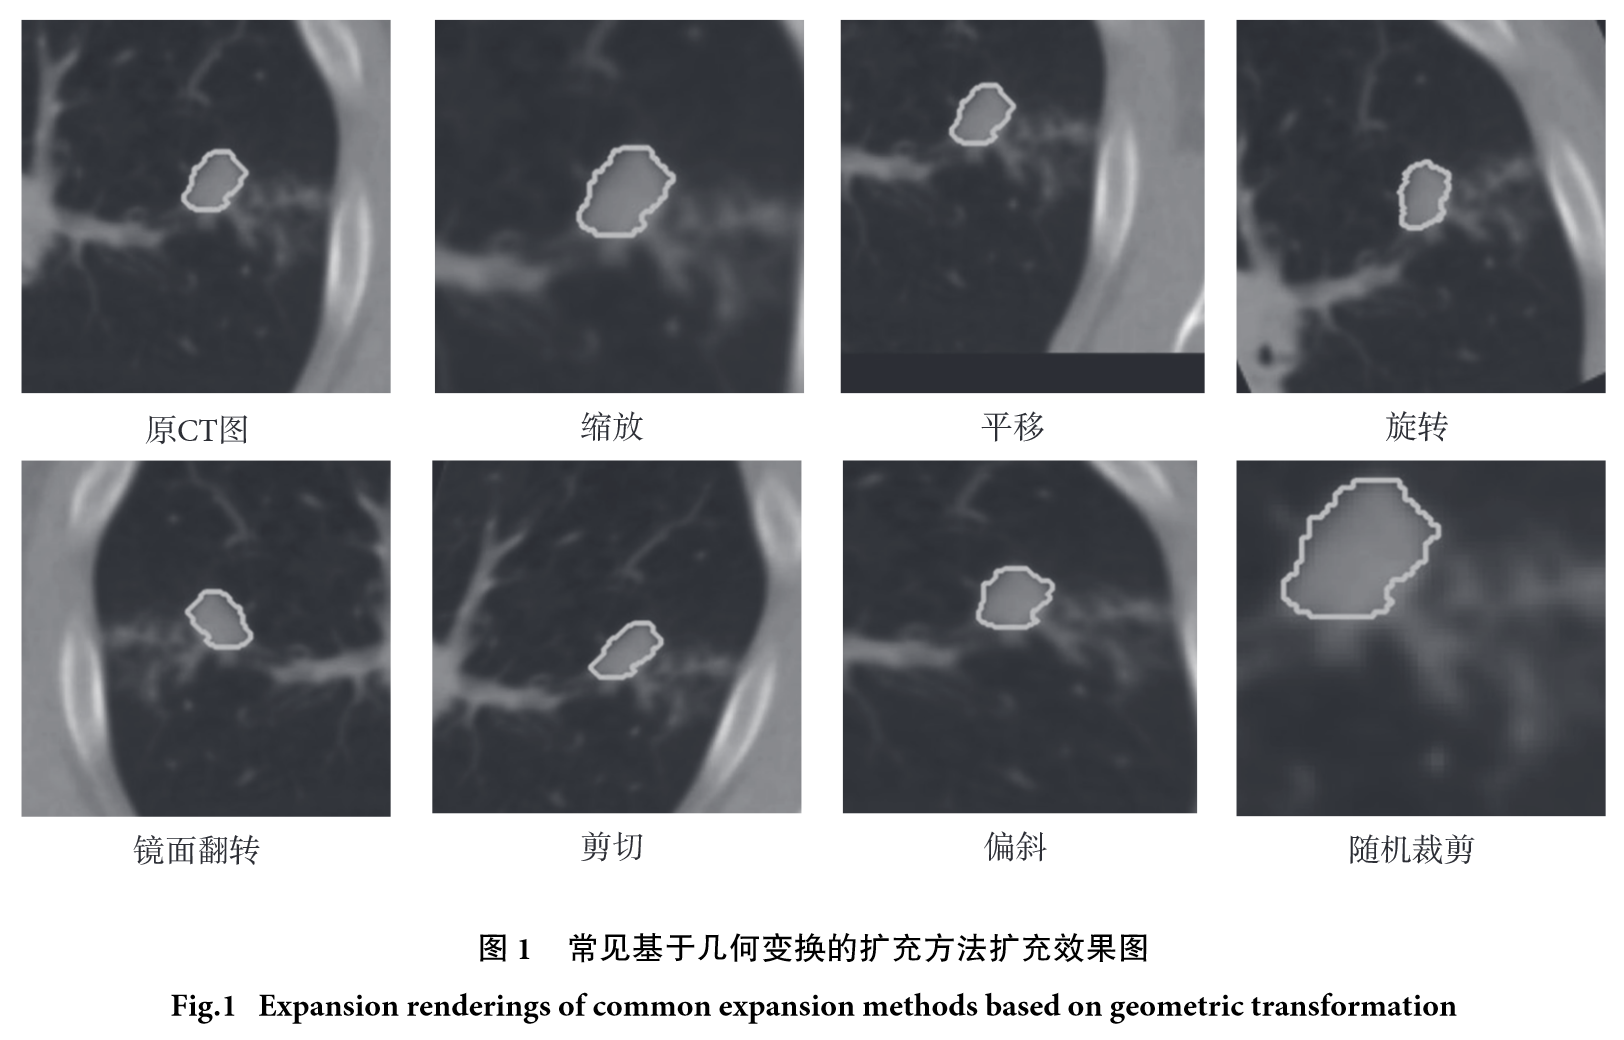 原CT图
缩放
平移
旋转
镜面翻转
剪切
偏斜
随机裁剪
图 1 常见基于几何变换的扩充方法扩充效果图
Fig.1 Expansion renderings of common expansion methods based on geometric transformation